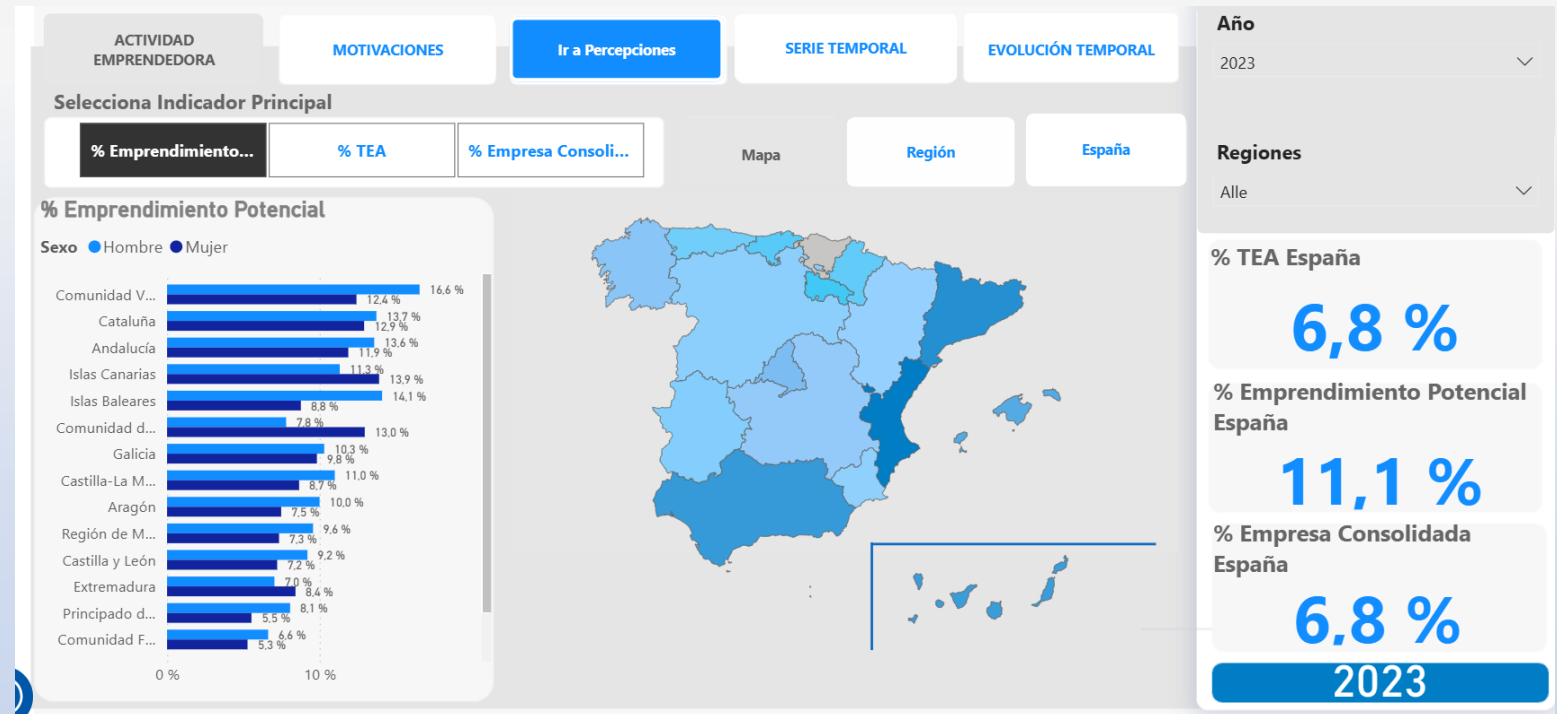 ACTIVIDAD
EMPRENDEDORA
MOTIVACIONES
Ir a Percepciones
SERIE TEMPORAL
EVOLUCIÓN TEMPORAL
Año
2023
Selecciona Indicador Principal
% Emprendimiento...
% TEA
% Empresa Consoli...
Mapa
Región
España
Regiones
Alle
% Emprendimiento Potencial
Sexo Hombre Mujer
Comunidad V... 16,6 %
12,4 %
Cataluña 13,7 %
12,9 %
Andalucía 13,6 %
11,9 %
Islas Canarias 11,3 %
13,9 %
Islas Baleares 14,1 %
8,8 %
Comunidad d... 7,8 %
13,0 %
Galicia 10,3 %
9,8 %
Castilla-La M... 11,0 %
8,7 %
Aragón 10,0 %
7,5 %
Región de M... 9,6 %
7,3 %
Castilla y León 9,2 %
7,2 %
Extremadura 7,0 %
8,4 %
Principado d... 8,1 %
5,5 %
Comunidad F... 6,6 %
5,3 %
0 % 10 %
% TEA España
6,8 %
% Emprendimiento Potencial
España
11,1 %
% Empresa Consolidada
España
6,8 %
2023